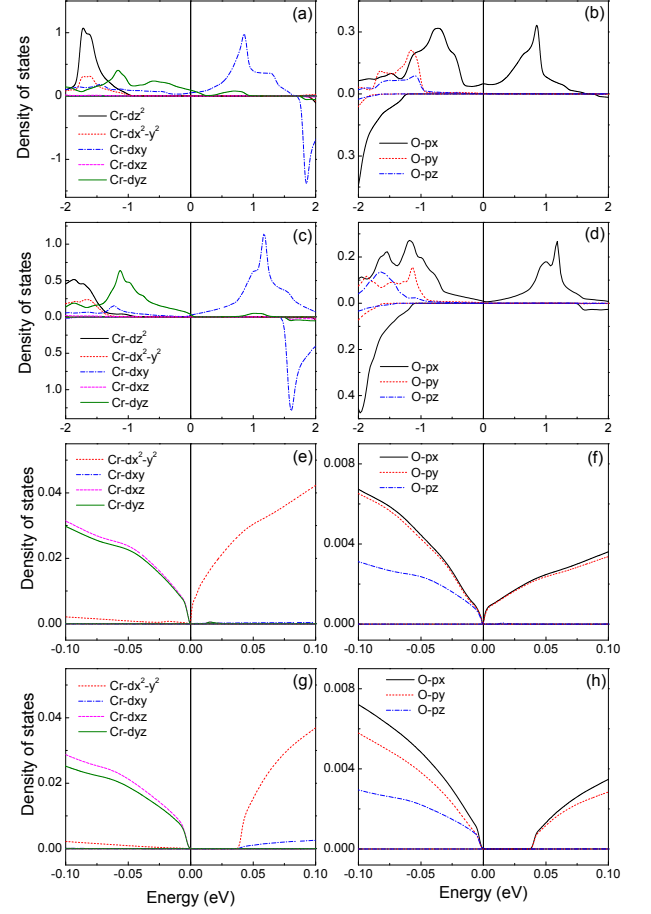 Density of states
1
0
-1
Cr-dz²
Cr-dx²-y²
Cr-dxy
Cr-dxz
Cr-dyz
(a)
-2 -1 0 1 2
0.3
0.0
0.3
O-px
O-py
O-pz
(b)
-2 -1 0 1 2
Density of states
1.0
0.5
0.0
0.5
1.0
Cr-dz²
Cr-dx²-y²
Cr-dxy
Cr-dxz
Cr-dyz
(c)
-2 -1 0 1 2
0.2
0.0
0.2
0.4
O-px
O-py
O-pz
(d)
-2 -1 0 1 2
Density of states
0.04
0.02
0.00
Cr-dx²-y²
Cr-dxy
Cr-dxz
Cr-dyz
(e)
-0.10 -0.05 0.00 0.05 0.10
0.008
0.004
0.000
O-px
O-py
O-pz
(f)
0.10 -0.05 0.00 0.05 0.10
Density of states
0.04
0.02
0.00
Cr-dx²-y²
Cr-dxy
Cr-dxz
Cr-dyz
(g)
-0.10 -0.05 0.00 0.05 0.10
Energy (eV)
0.008
0.004
0.000
O-px
O-py
O-pz
(h)
-0.10 -0.05 0.00 0.05 0.10
Energy (eV)